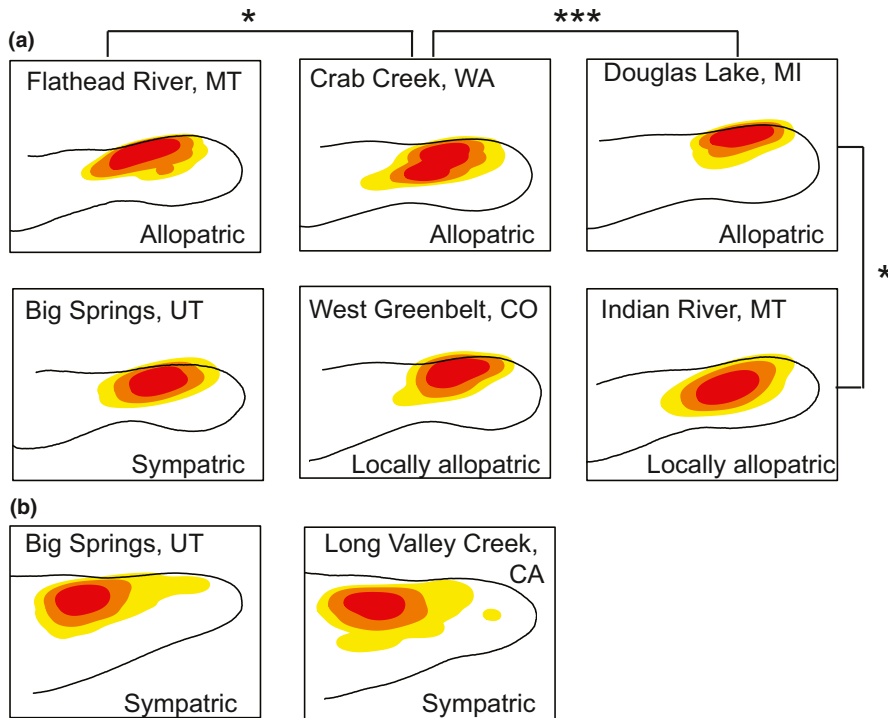 * ***
(a)
Flathead River, MT
Allopatric
Crab Creek, WA
Allopatric
Douglas Lake, MI
Allopatric
*
Big Springs, UT
Sympatric
West Greenbelt, CO
Locally allopatric
Indian River, MT
Locally allopatric
(b)
Big Springs, UT
Sympatric
Long Valley Creek,
CA
Sympatric